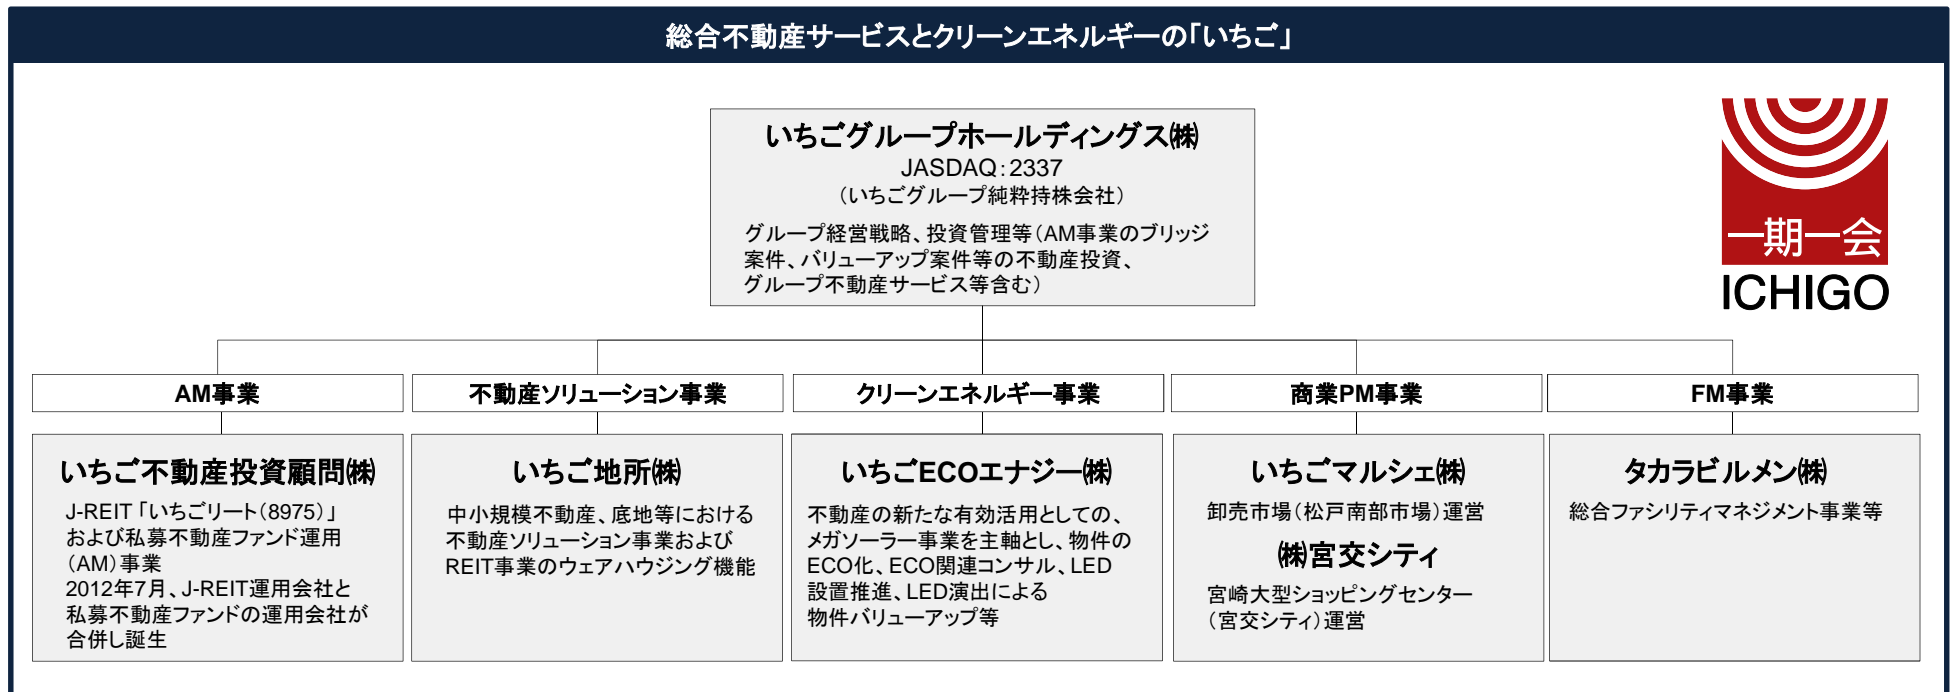 総合不動産サービスとクリーンエネルギーの「いちご」
いちごグループホールディングス㈱
JASDAQ：2337
（いちごグループ純粋持株会社）
グループ経営戦略、投資管理等（AM事業のブリッジ
案件、バリューアップ案件等の不動産投資、
グループ不動産サービス等含む）
一期一会
ICHIGO
AM事業
不動産ソリューション事業
クリーンエネルギー事業
商業PM事業
FM事業
いちご不動産投資顧問㈱
J-REIT「いちごリート（8975）」
および私募不動産ファンド運用
（AM）事業
2012年7月、J-REIT運用会社と
私募不動産ファンドの運用会社が
合併し誕生
いちご地所㈱
中小規模不動産、底地等における
不動産ソリューション事業および
REIT事業のウェアハウジング機能
いちごECOエナジー㈱
不動産の新たな有効活用としての、
メガソーラー事業を主軸とし、物件の
ECO化、ECO関連コンサル、LED
設置推進、LED演出による
物件バリューアップ等
いちごマルシェ㈱
卸売市場（松戸南部市場）運営
㈱宮交シティ
宮崎大型ショッピングセンター
（宮交シティ）運営
タカラビルメン㈱
総合ファシリティマネジメント事業等